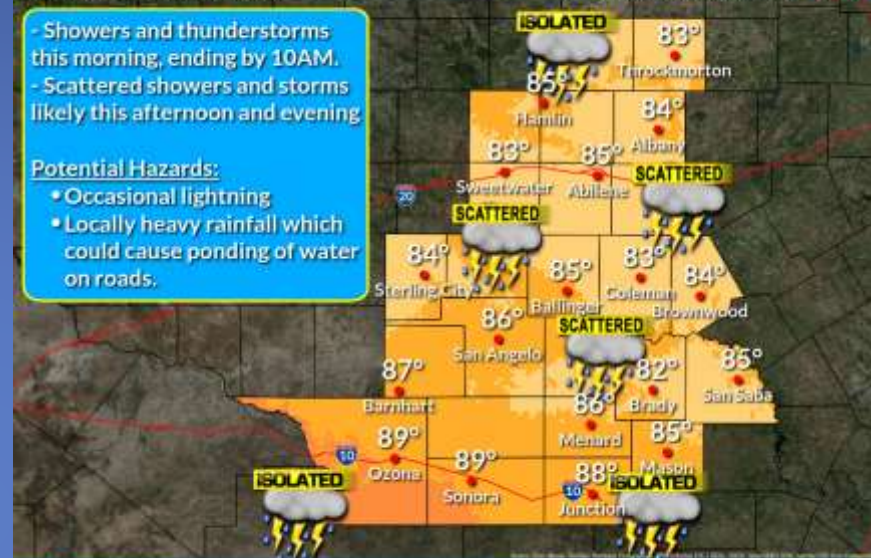 - Showers and thunderstorms
this morning, ending by 10AM.
- Scattered showers and storms
likely this afternoon and evening
Potential Hazards:
• Occasional lightning
• Locally heavy rainfall which
could cause ponding of water
on roads.
ISOLATED
83°
Throckmorton
85°
Hamlin
84°
Albany
83°
Sweetwater
85°
Abilene
SCATTERED
20
SCATTERED
84°
Sterling City
85°
Ballinger
83°
Coleman
84°
Brownwood
86°
San Angelo
SCATTERED
87°
Barnhart
82°
Brady
85°
San Saba
86°
Menard
89°
Ozona
10
89°
Sonora
88°
Junction
10
85°
Mason
ISOLATED
ISOLATED